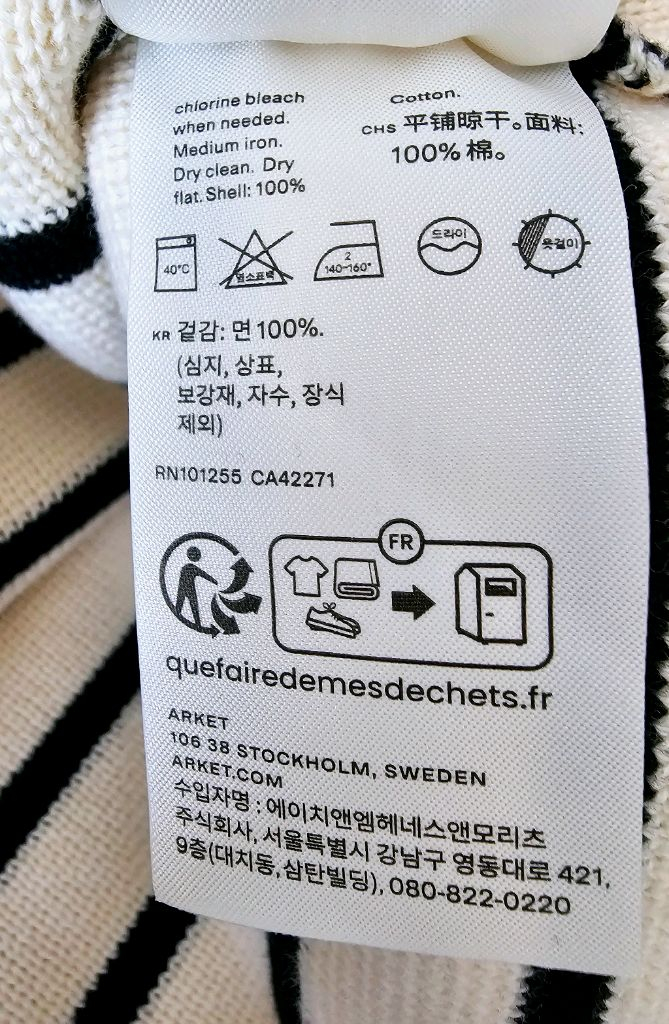 chlorine bleach
when needed.
Medium iron.
Dry clean. Dry
flat. Shell: 100%
Cotton.
CHS 平铺晾干。面料:
100% 棉。
40°C
염소표백
2
140~160°
드라이
옷걸이
KR 겉감: 면 100%.
(심지, 상표,
보강재, 자수, 장식
제외)
RN101255 CA42271
FR
quefairedemesdechets.fr
ARKET
106 38 STOCKHOLM, SWEDEN
ARKET.COM
수입자명 : 에이치앤엠헤네스앤모리츠
주식회사, 서울특별시 강남구 영동대로 421,
9층(대치동,삼탄빌딩), 080-822-0220